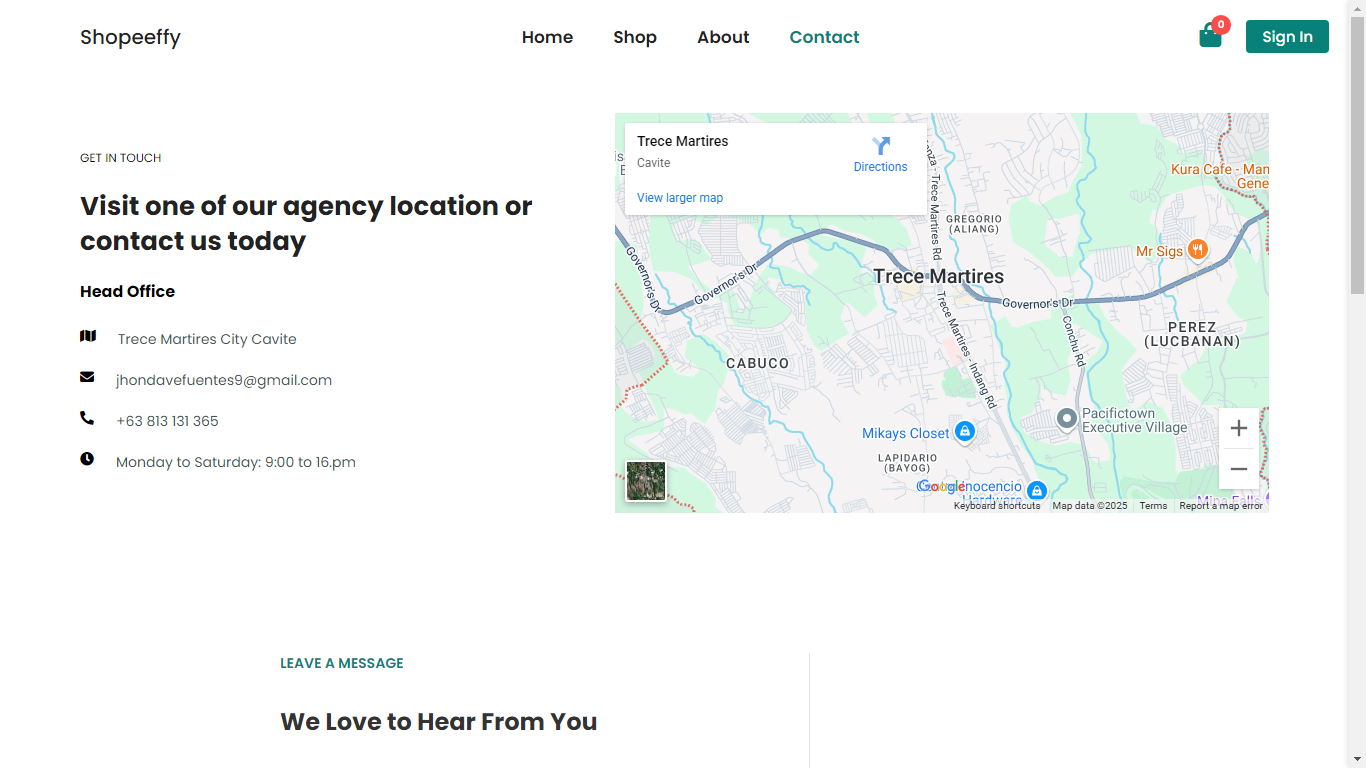 Shopeeffy
Home
Shop
About
Contact
0
Sign In
GET IN TOUCH
Visit one of our agency location or
contact us today
Head Office
Trece Martires City Cavite
jhondavefuentes9@gmail.com
+63 813 131 365
Monday to Saturday: 9:00 to 16.pm
Trece Martires
Cavite
Directions
View larger map
Kura Cafe - Man
Gene
GREGORIO
(ALIANG)
Trece Martires Rd
Mr Sigs
Governor's Dr
Governor's Dr
Trece Martires
Governor's Dr
Trece Martires - Indang Rd
Conchu Rd
PEREZ
(LUCBANAN)
CABUCO
Pacifictown
Executive Village
Mikays Closet
LAPIDARIO
(BAYOG)
Google
nocencio
Hardware
Mina Falls
Keyboard shortcuts
Map data ©2025
Terms
Report a map error
LEAVE A MESSAGE
We Love to Hear From You